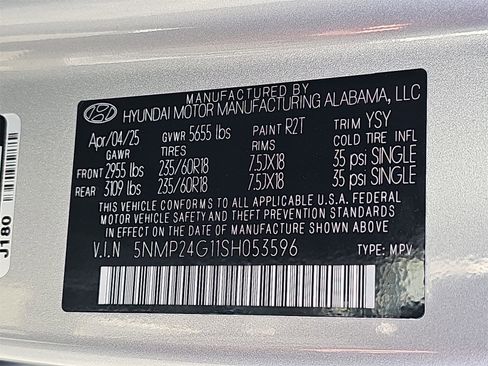 MANUFACTURED BY
HYUNDAI MOTOR MANUFACTURING ALABAMA, LLC
Apr/04/25 GVWR 5655 lbs PAINT R2T TRIM YSY
GAWR TIRES RIMS COLD TIRE INFL
FRONT 2955 lbs 235/60R18 7.5JX18 35 psi SINGLE
REAR 3109 lbs 235/60R18 7.5JX18 35 psi SINGLE
THIS VEHICLE CONFORMS TO ALL APPLICABLE U.S.A. FEDERAL
MOTOR VEHICLE SAFETY AND THEFT PREVENTION STANDARDS
IN EFFECT ON THE DATE OF MANUFACTURE SHOWN ABOVE.
V.I.N 5NMP24G11SH053596 TYPE: MPV
J180